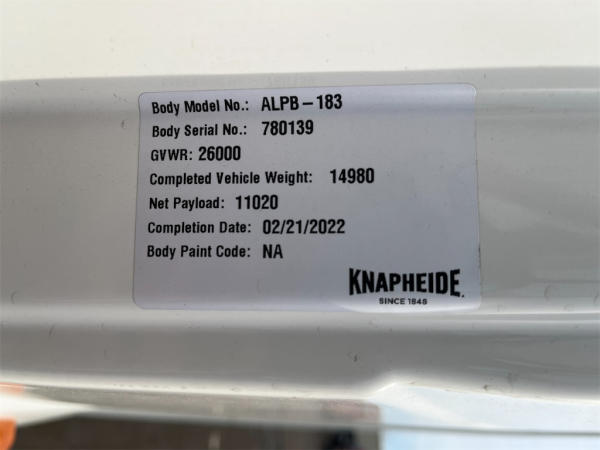 Body Model No.: ALPB-183
Body Serial No.: 780139
GVWR: 26000
Completed Vehicle Weight: 14980
Net Payload: 11020
Completion Date: 02/21/2022
Body Paint Code: NA
KNAPHEIDE
SINCE 1848